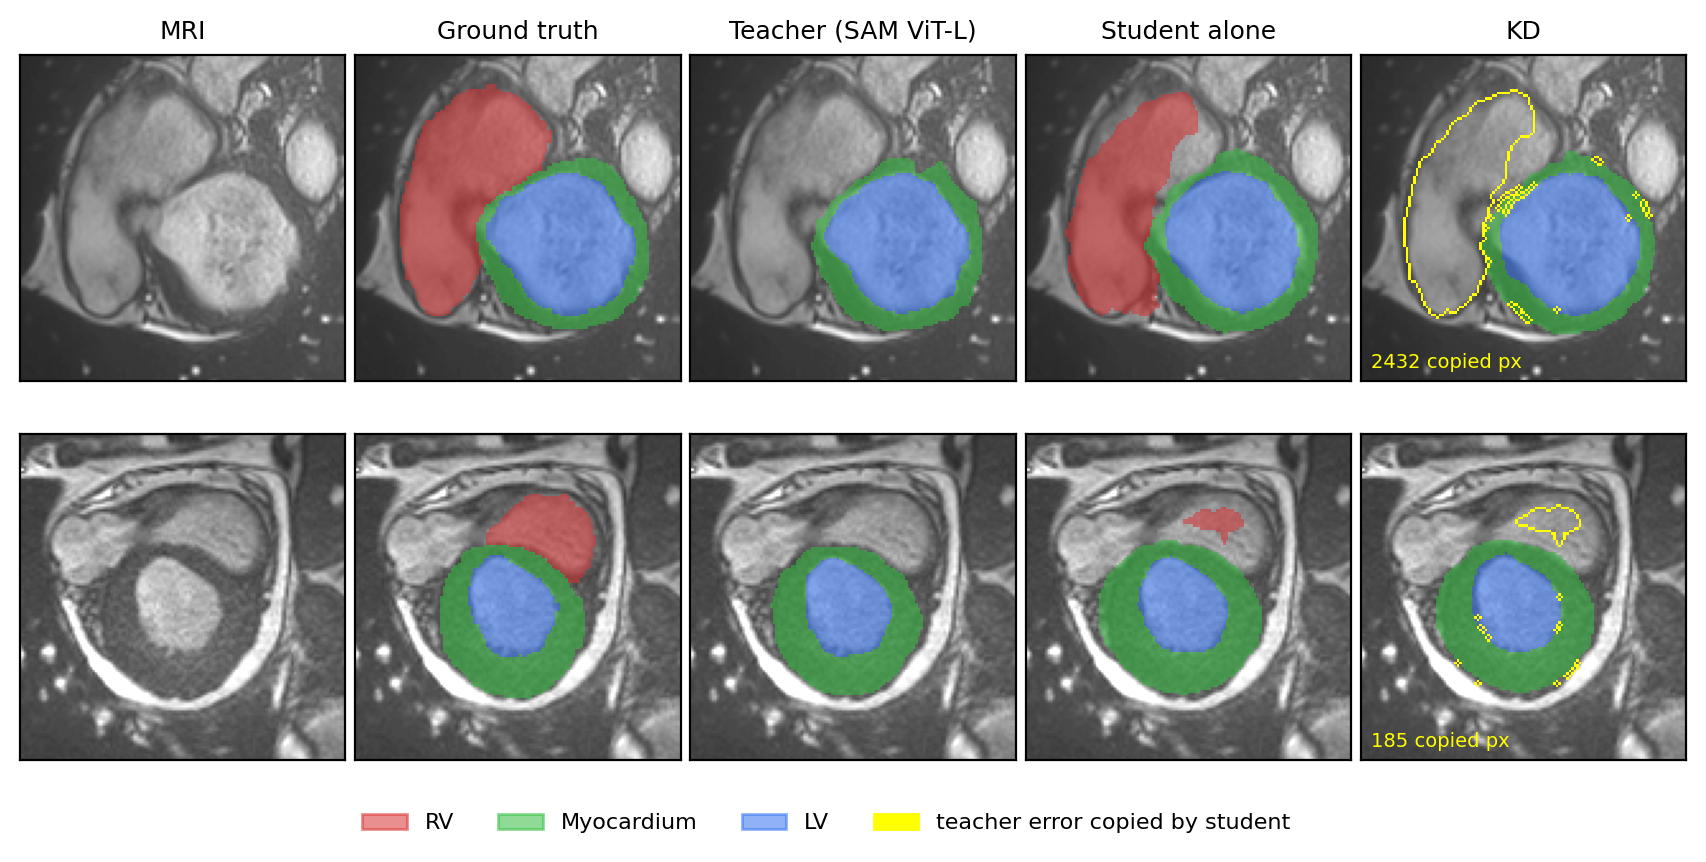 MRI
Ground truth
Teacher (SAM ViT-L)
Student alone
KD
2432 copied px
185 copied px
RV
Myocardium
LV
teacher error copied by student